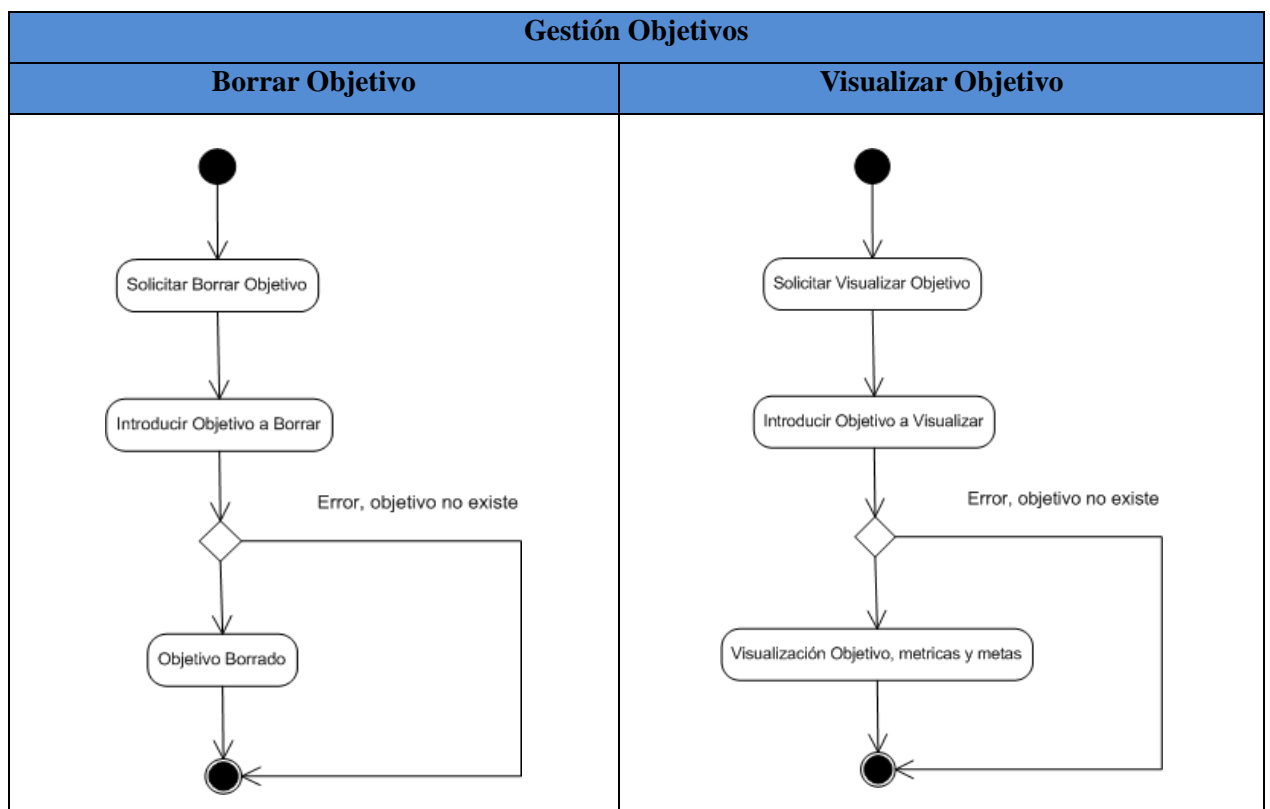 Gestión Objetivos
Borrar Objetivo
Visualizar Objetivo
Solicitar Borrar Objetivo
Introducir Objetivo a Borrar
Error, objetivo no existe
Objetivo Borrado
Solicitar Visualizar Objetivo
Introducir Objetivo a Visualizar
Error, objetivo no existe
Visualización Objetivo, metricas y metas